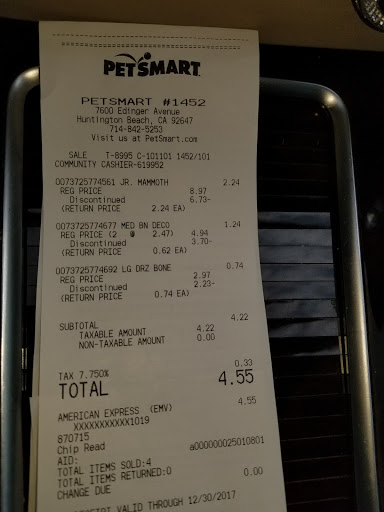 PETSMART
PETSMART #1452
7600 Edinger Avenue
Huntington Beach, CA 92647
714-842-5253
Visit us at PetSmart.com
SALE T-8995 C-101101 1452/101
COMMUNITY CASHIER-619952
0073725774561 JR. MAMMOTH 2.24
REG PRICE 8.97
Discontinued 6.73-
(RETURN PRICE 2.24 EA)
0073725774677 MED BN DECO 1.24
REG PRICE (2 @ 2.47) 4.94
Discontinued 3.70-
(RETURN PRICE 0.62 EA)
0073725774692 LG DRZ BONE 0.74
REG PRICE 2.97
Discontinued 2.23-
(RETURN PRICE 0.74 EA)
SUBTOTAL 4.22
TAXABLE AMOUNT 4.22
NON-TAXABLE AMOUNT 0.00
TAX 7.750% 0.33
TOTAL 4.55
AMERICAN EXPRESS (EMV) 4.55
XXXXXXXXXXX1019
870715
Chip Read
AID: a000000025010801
TOTAL ITEMS SOLD:4
TOTAL ITEMS RETURNED:0
CHANGE DUE 0.00
VALID THROUGH 12/30/2017